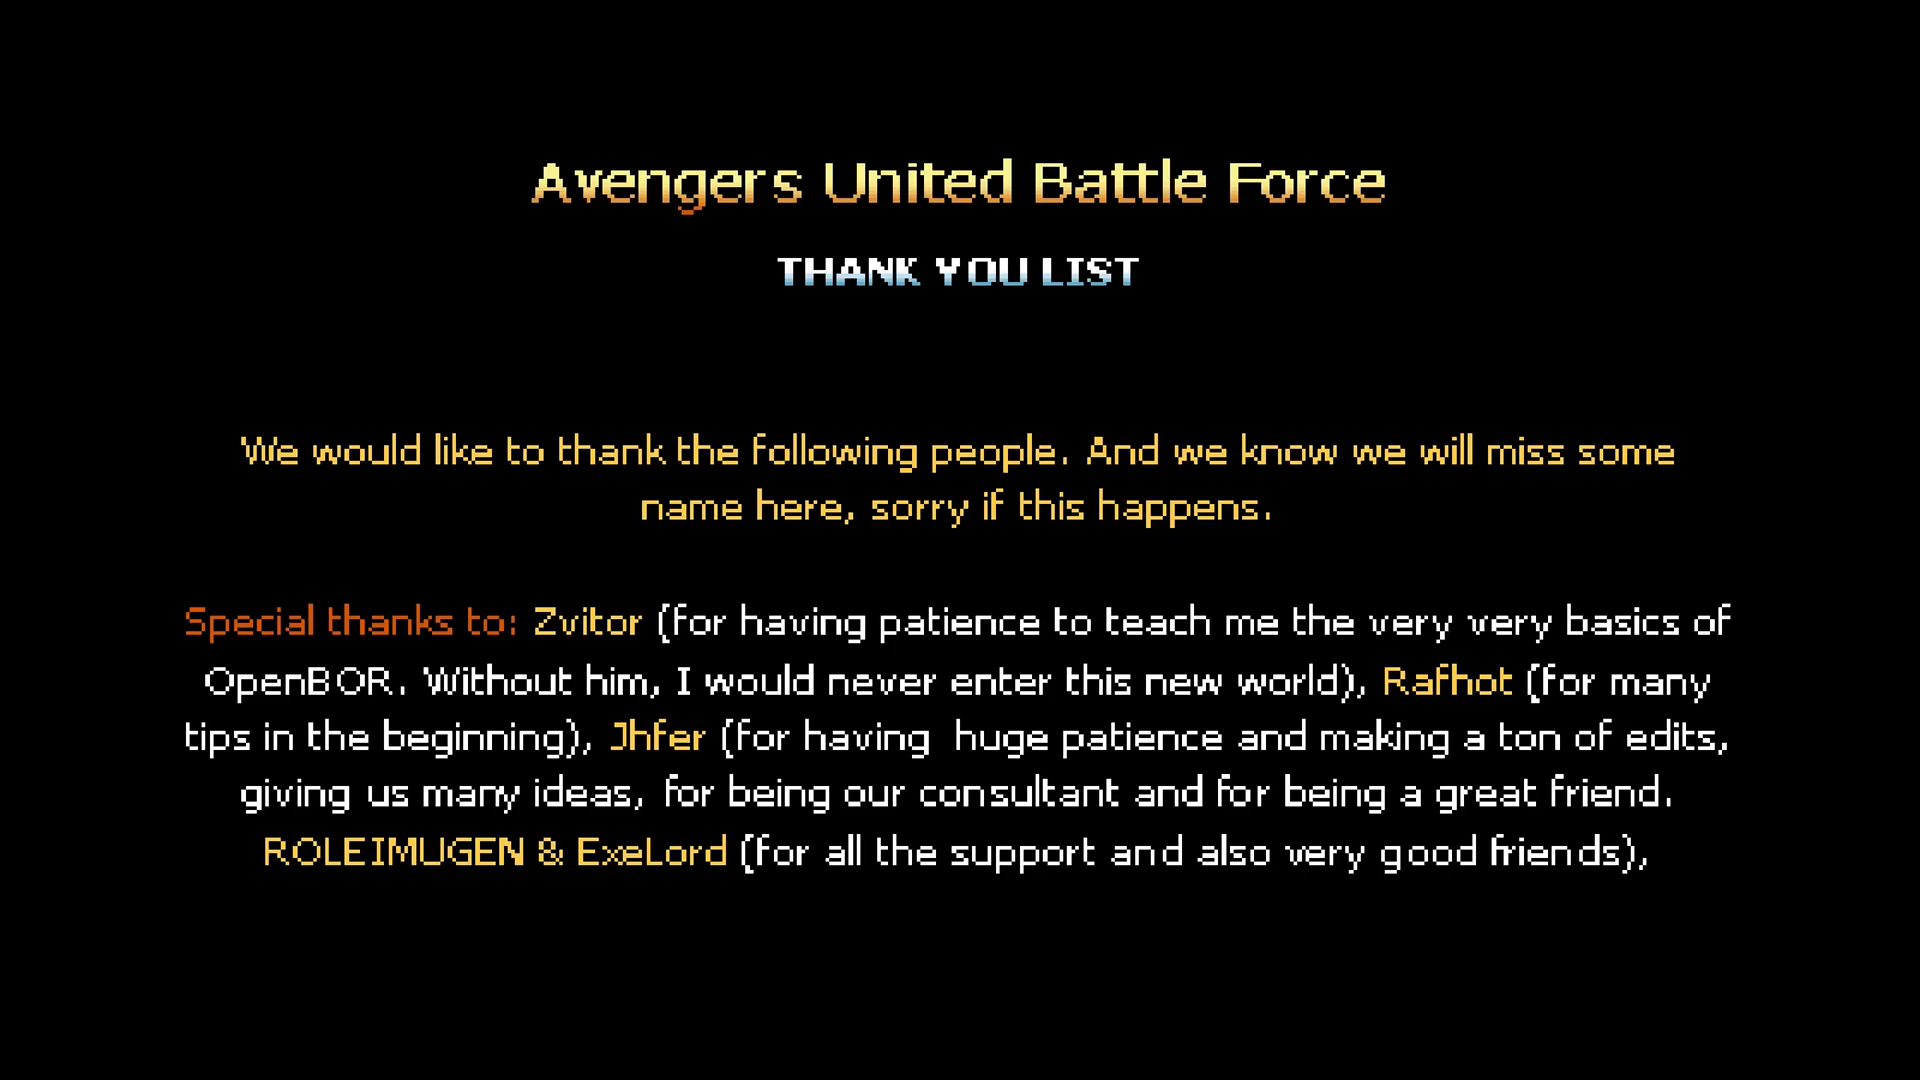 Avengers United Battle Force
THANK YOU LIST
We would like to thank the following people. And we know we will miss some
name here, sorry if this happens.
Special thanks to: Zvitor (for having patience to teach me the very very basics of
OpenBOR. Without him, I would never enter this new world), Rafhot (for many
tips in the beginning), Jhfer (for having  huge patience and making a ton of edits,
giving us many ideas, for being our consultant and for being a great friend.
ROLEIMUGEN & ExeLord (for all the support and also very good friends),